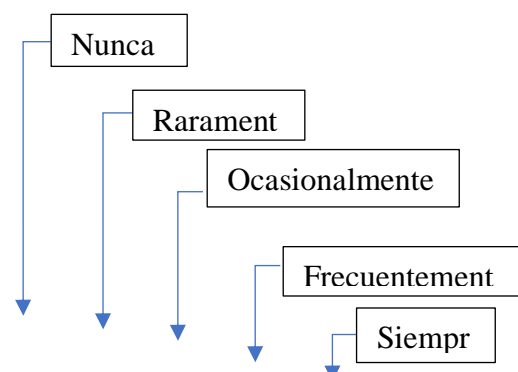 Nunca
Rarament
Ocasionalmente
Frecuentement
Siempr